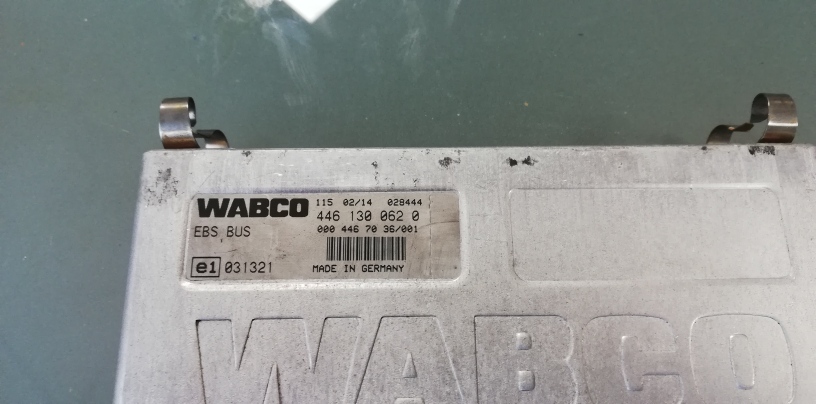 WABCO 115 02/14 028444
446 130 062 0
EBS BUS 000 446 70 36/001
e1 031321 MADE IN GERMANY
WABCO